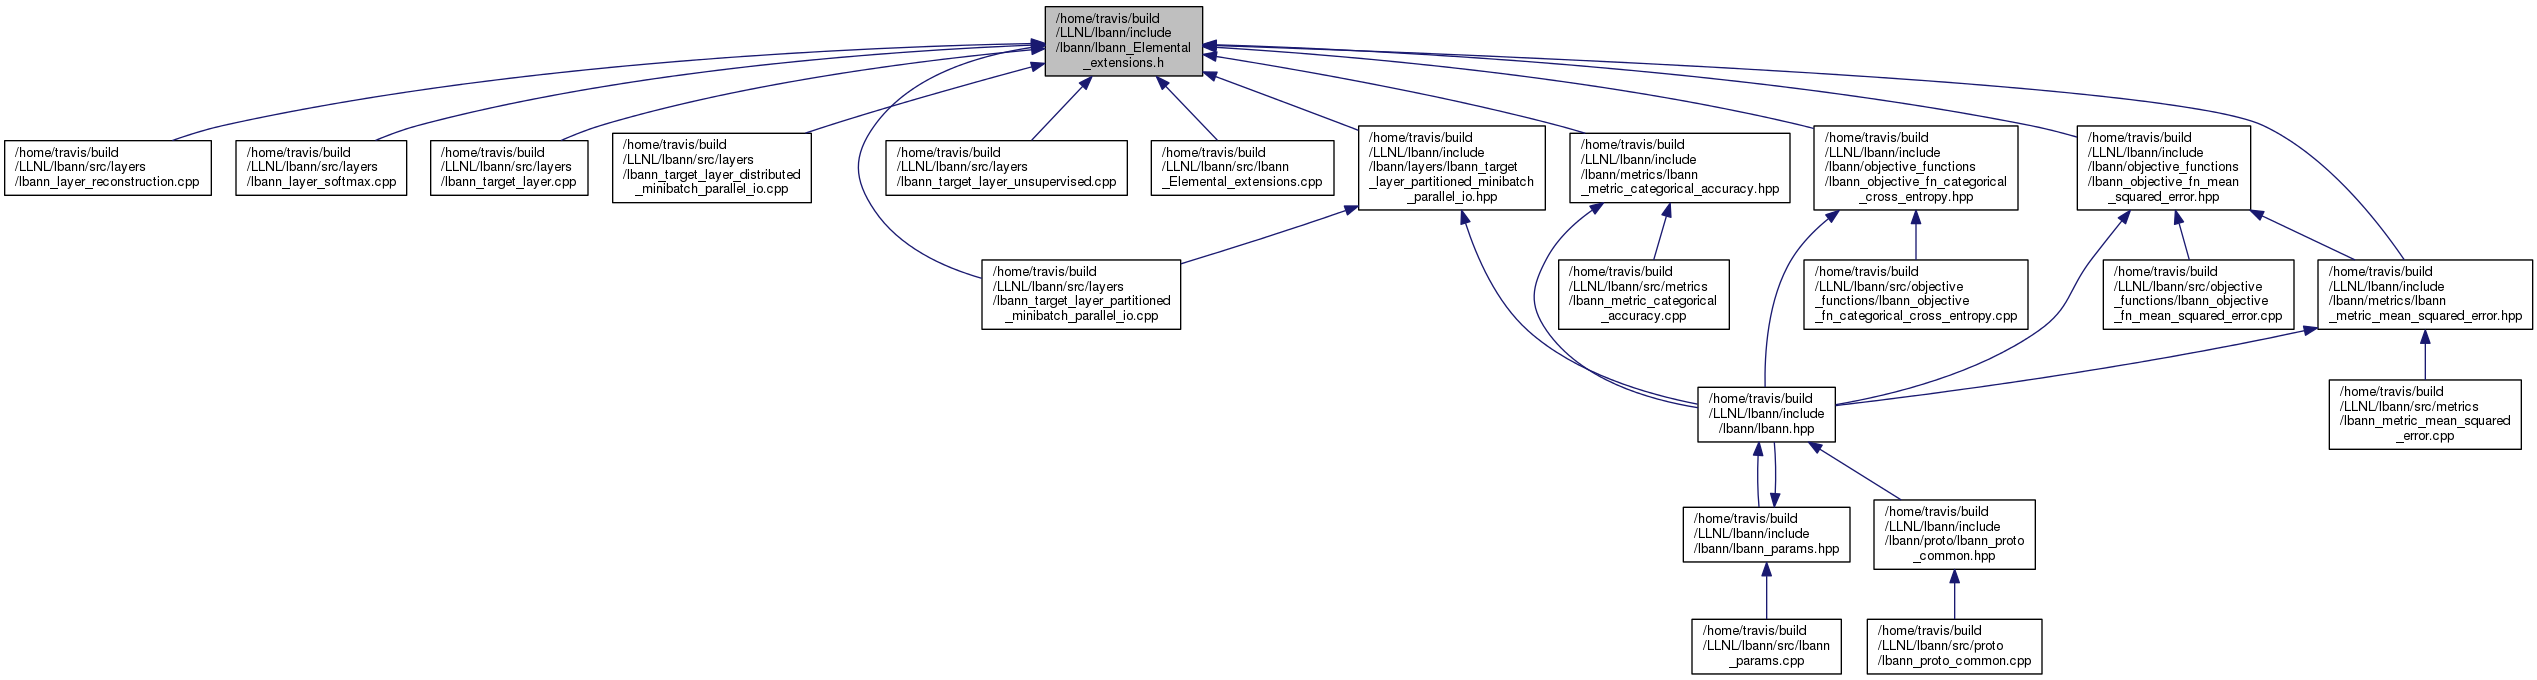 /home/travis/build
/LLNL/lbann/include
/lbann/lbann_Elemental
_extensions.h
/home/travis/build
/LLNL/lbann/src/layers
/lbann_layer_reconstruction.cpp
/home/travis/build
/LLNL/lbann/src/layers
/lbann_layer_softmax.cpp
/home/travis/build
/LLNL/lbann/src/layers
/lbann_target_layer.cpp
/home/travis/build
/LLNL/lbann/src/layers
/lbann_target_layer_distributed
_minibatch_parallel_io.cpp
/home/travis/build
/LLNL/lbann/src/layers
/lbann_target_layer_unsupervised.cpp
/home/travis/build
/LLNL/lbann/src/lbann
_Elemental_extensions.cpp
/home/travis/build
/LLNL/lbann/include
/lbann/layers/lbann_target
_layer_partitioned_minibatch
_parallel_io.hpp
/home/travis/build
/LLNL/lbann/include
/lbann/metrics/lbann
_metric_categorical_accuracy.hpp
/home/travis/build
/LLNL/lbann/include
/lbann/objective_functions
/lbann_objective_fn_categorical
_cross_entropy.hpp
/home/travis/build
/LLNL/lbann/include
/lbann/objective_functions
/lbann_objective_fn_mean
_squared_error.hpp
/home/travis/build
/LLNL/lbann/src/layers
/lbann_target_layer_partitioned
_minibatch_parallel_io.cpp
/home/travis/build
/LLNL/lbann/src/metrics
/lbann_metric_categorical
_accuracy.cpp
/home/travis/build
/LLNL/lbann/src/objective
_functions/lbann_objective
_fn_categorical_cross_entropy.cpp
/home/travis/build
/LLNL/lbann/src/objective
_functions/lbann_objective
_fn_mean_squared_error.cpp
/home/travis/build
/LLNL/lbann/include
/lbann/metrics/lbann
_metric_mean_squared_error.hpp
/home/travis/build
/LLNL/lbann/include
/lbann/lbann.hpp
/home/travis/build
/LLNL/lbann/src/metrics
/lbann_metric_mean_squared
_error.cpp
/home/travis/build
/LLNL/lbann/include
/lbann/lbann_params.hpp
/home/travis/build
/LLNL/lbann/include
/lbann/proto/lbann_proto
_common.hpp
/home/travis/build
/LLNL/lbann/src/lbann
_params.cpp
/home/travis/build
/LLNL/lbann/src/proto
/lbann_proto_common.cpp